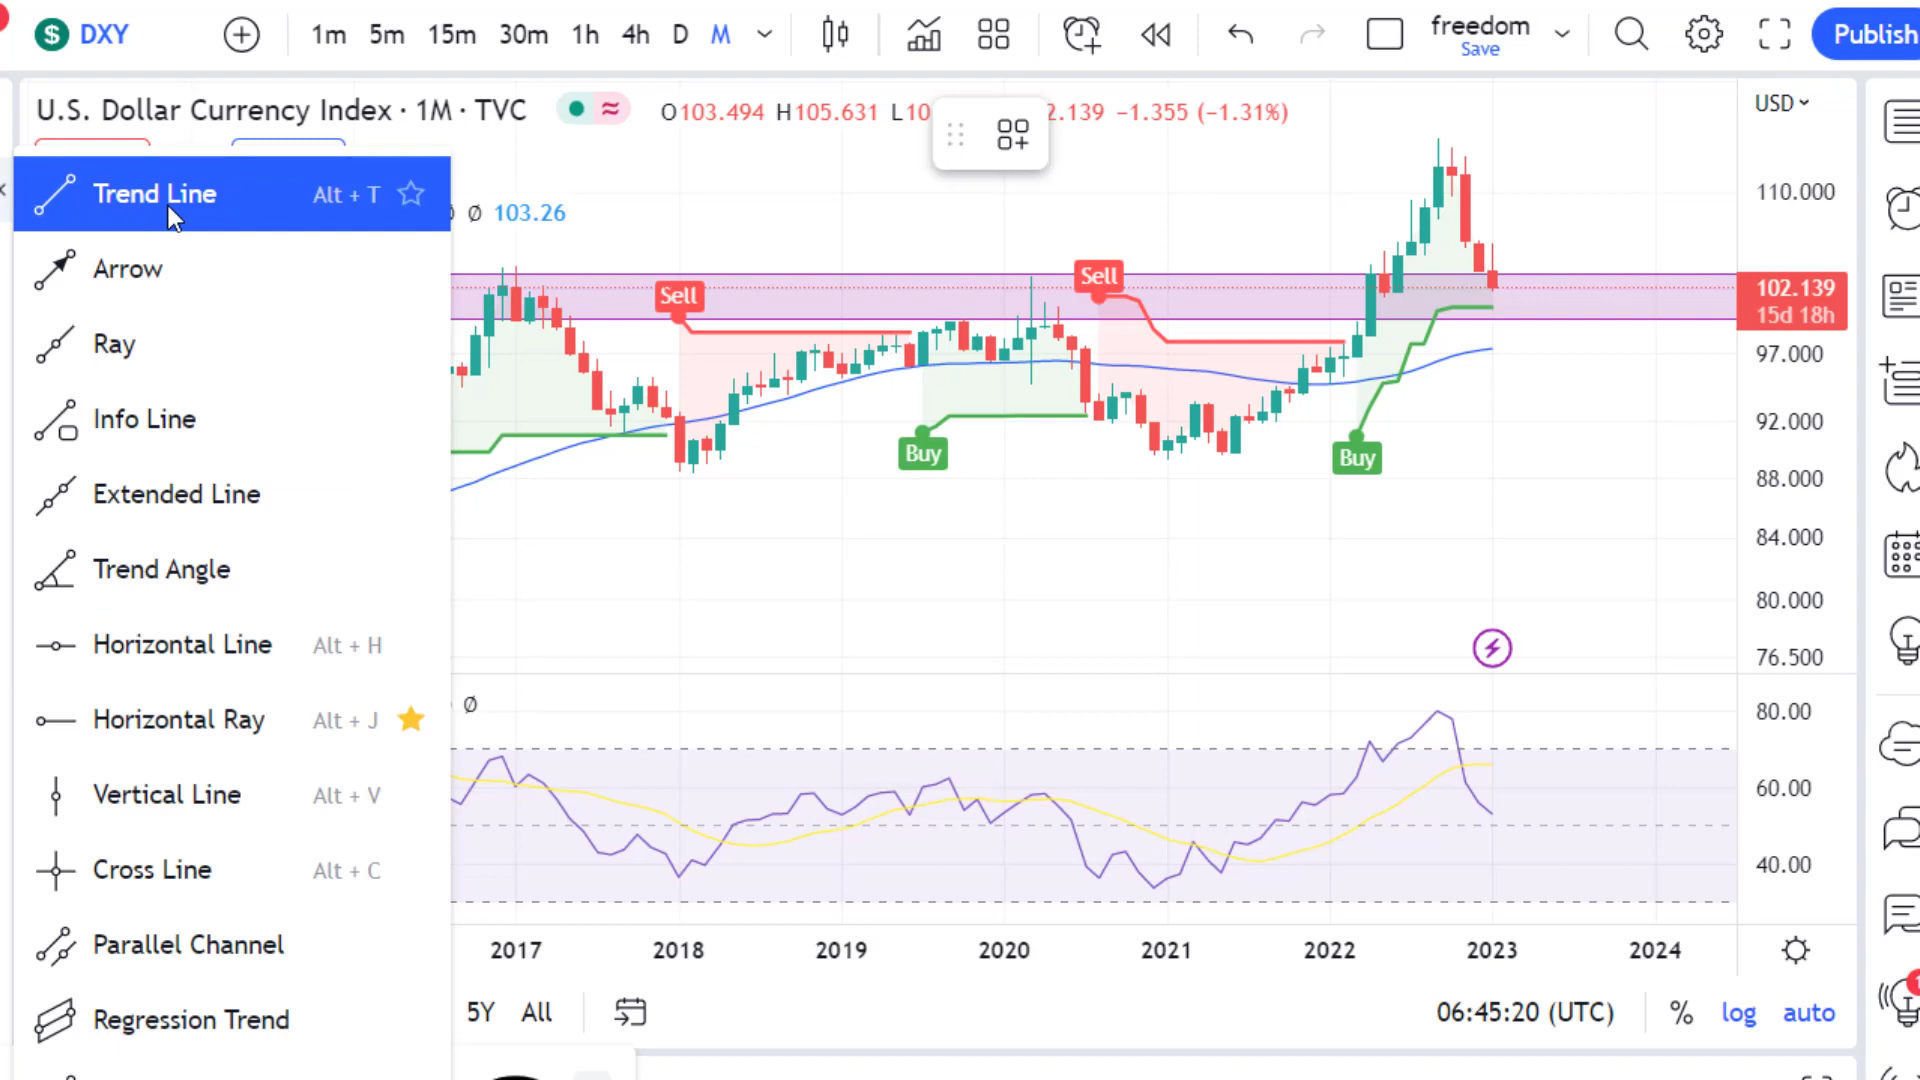 $ DXY 1m 5m 15m 30m 1h 4h D M freedom Save Publish
U.S. Dollar Currency Index · 1M · TVC O103.494 H105.631 L10 2.139 −1.355 (−1.31%) USD
Trend Line Alt + T
Ø 103.26
Arrow
Ray
Info Line
Extended Line
Trend Angle
Horizontal Line Alt + H
Horizontal Ray Alt + J
Vertical Line Alt + V
Cross Line Alt + C
Parallel Channel
Regression Trend
Sell
Buy
Sell
Buy
110.000
102.139
15d 18h
97.000
92.000
88.000
84.000
80.000
76.500
Ø
80.00
60.00
40.00
2017 2018 2019 2020 2021 2022 2023 2024
5Y All 06:45:20 (UTC) % log auto